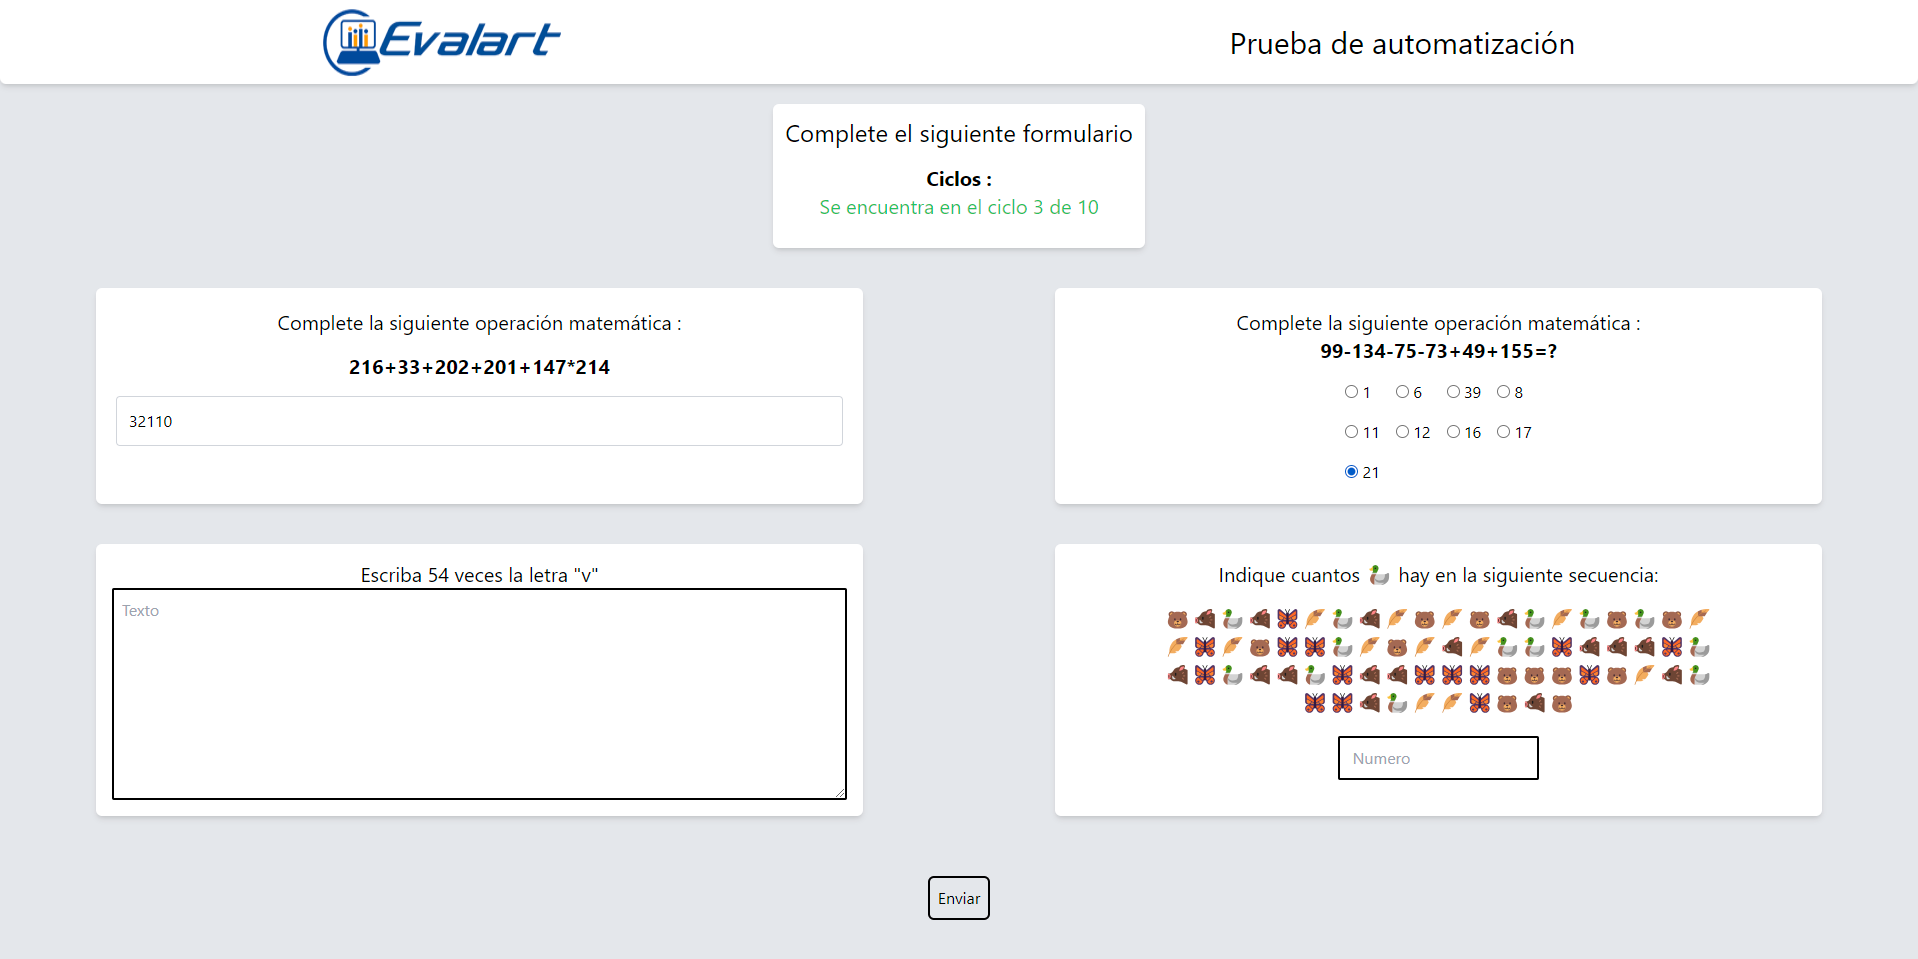 Evalart
Prueba de automatización
Complete el siguiente formulario
Ciclos :
Se encuentra en el ciclo 3 de 10
Complete la siguiente operación matemática :
216+33+202+201+147*214
32110
Complete la siguiente operación matemática :
99-134-75-73+49+155=?
1 6 39 8
11 12 16 17
21
Escriba 54 veces la letra "v"
Texto
Indique cuantos 🦆 hay en la siguiente secuencia:
Numero
Enviar